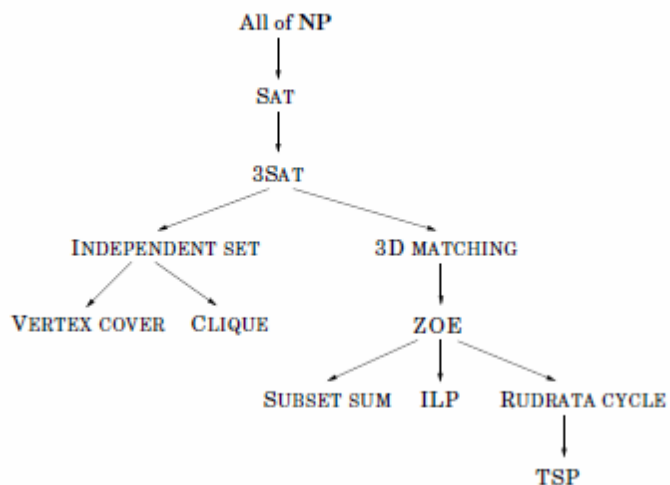 All of NP
SAT
3SAT
INDEPENDENT SET 3D MATCHING
VERTEX COVER CLIQUE ZOE
SUBSET SUM ILP RUDRATA CYCLE
TSP